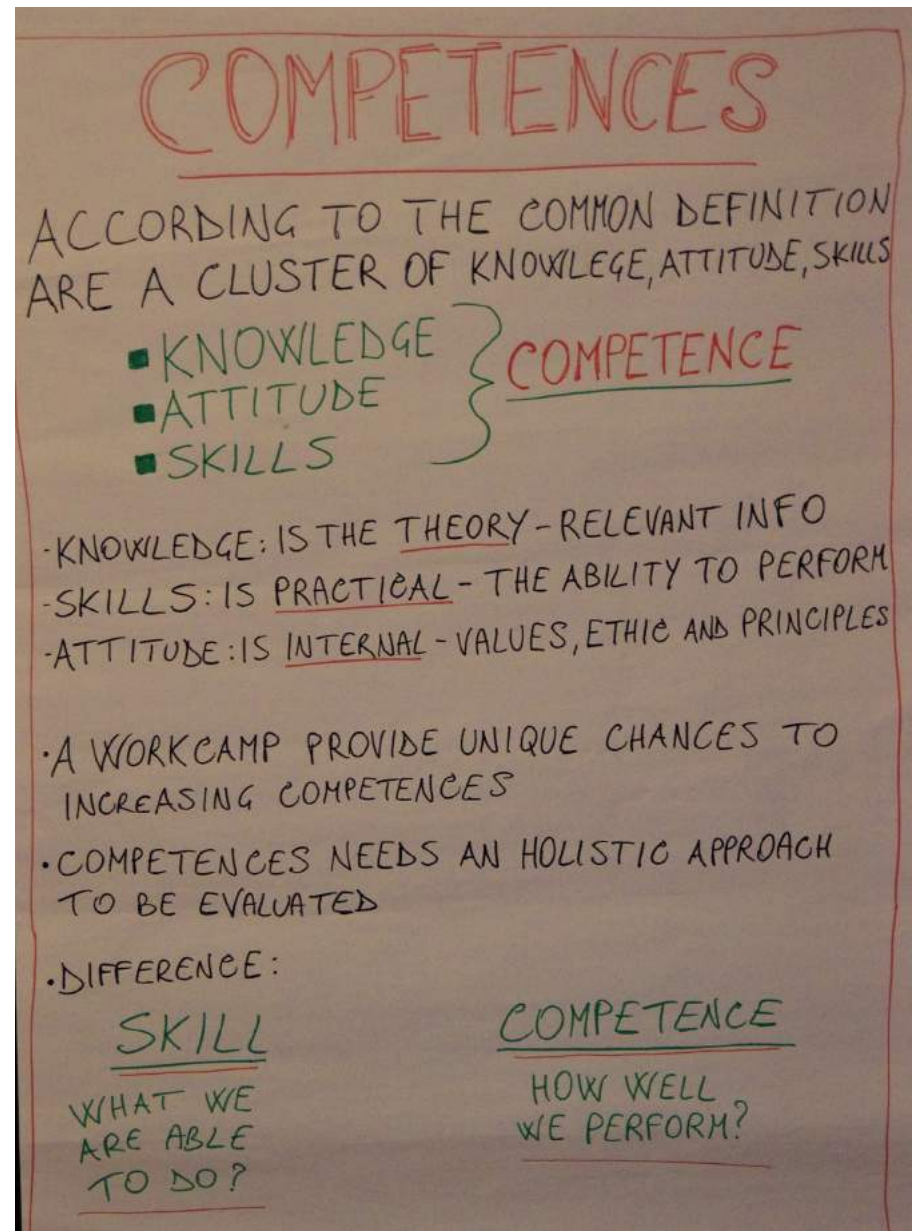 COMPETENCES
ACCORDING TO THE COMMON DEFINITION
ARE A CLUSTER OF KNOWLEGE, ATTITUDE, SKILLS
▪ KNOWLEDGE
▪ ATTITUDE
▪ SKILLS
COMPETENCE
-KNOWLEDGE: IS THE THEORY - RELEVANT INFO
-SKILLS: IS PRACTICAL - THE ABILITY TO PERFORM
-ATTITUDE: IS INTERNAL - VALUES, ETHIC AND PRINCIPLES
· A WORKCAMP PROVIDE UNIQUE CHANCES TO
INCREASING COMPETENCES
· COMPETENCES NEEDS AN HOLISTIC APPROACH
TO BE EVALUATED
· DIFFERENCE:
SKILL
WHAT WE
ARE ABLE
TO DO?
COMPETENCE
HOW WELL
WE PERFORM?